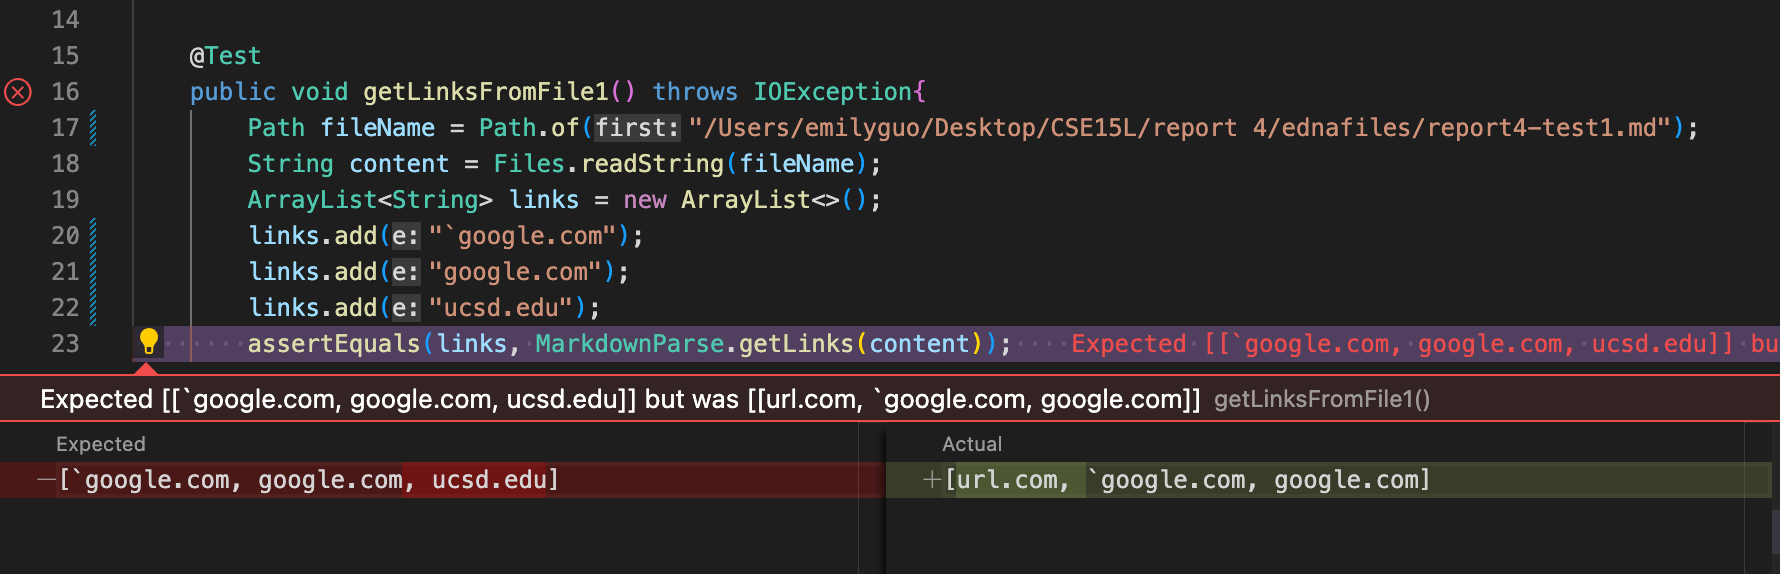 14
15 @Test
16 public void getLinksFromFile1() throws IOException{
17 Path fileName = Path.of(first: "/Users/emilyguo/Desktop/CSE15L/report 4/ednafiles/report4-test1.md");
18 String content = Files.readString(fileName);
19 ArrayList<String> links = new ArrayList<>();
20 links.add(e: "`google.com");
21 links.add(e: "google.com");
22 links.add(e: "ucsd.edu");
23 assertEquals(links, MarkdownParse.getLinks(content)); Expected [[`google.com, google.com, ucsd.edu]] bu
Expected [[`google.com, google.com, ucsd.edu]] but was [[url.com, `google.com, google.com]] getLinksFromFile1()
Expected Actual
−[`google.com, google.com, ucsd.edu] +[url.com, `google.com, google.com]